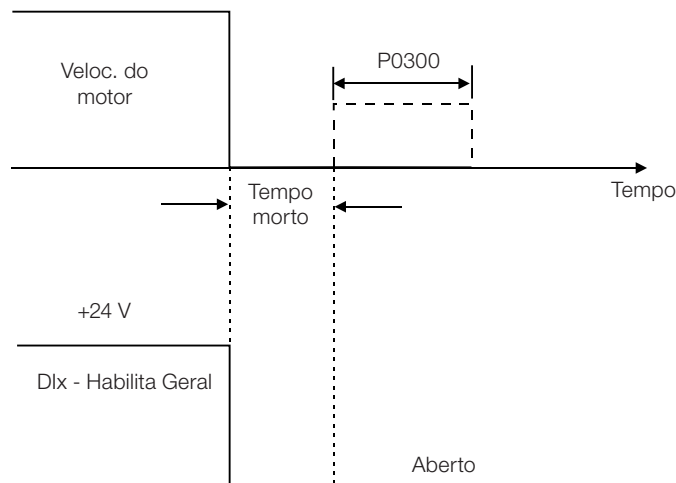 P0300
Veloc. do
motor
Tempo
Tempo
morto
+24 V
DIx - Habilita Geral
Aberto